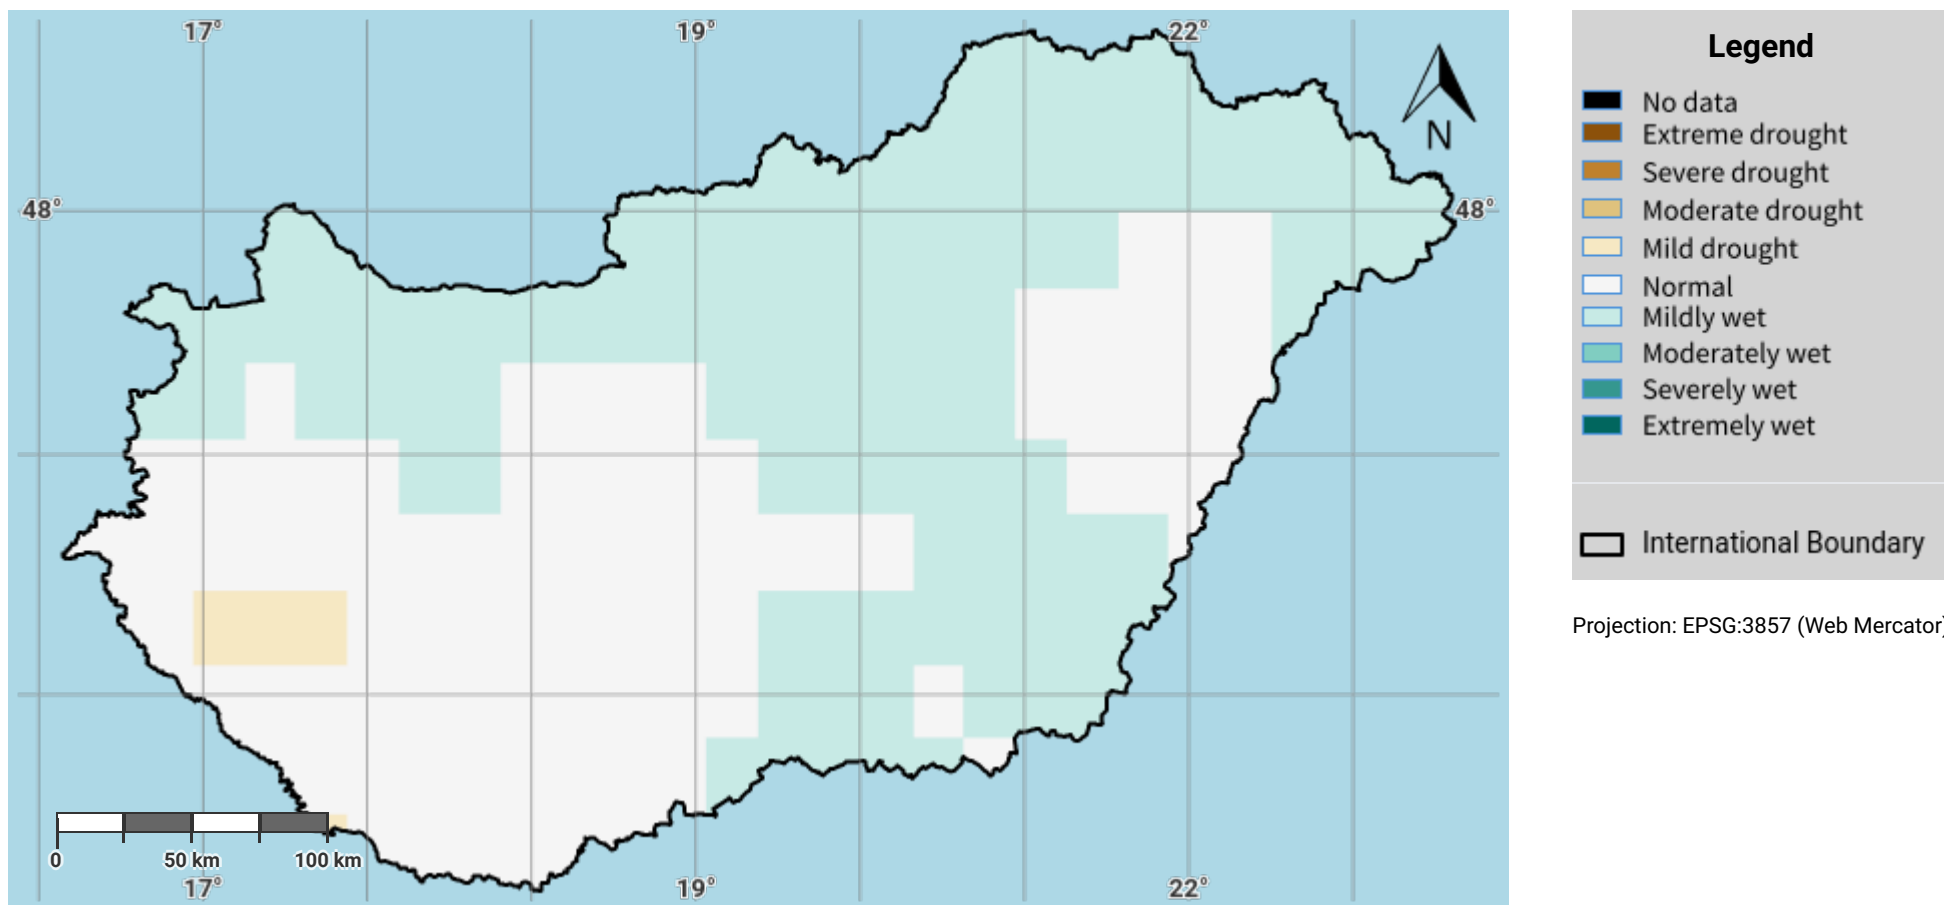 17° 19° 22°
N
48° 48°
0 50 km 100 km
17° 19° 22°
Legend
No data
Extreme drought
Severe drought
Moderate drought
Mild drought
Normal
Mildly wet
Moderately wet
Severely wet
Extremely wet
International Boundary
Projection: EPSG:3857 (Web Mercator)